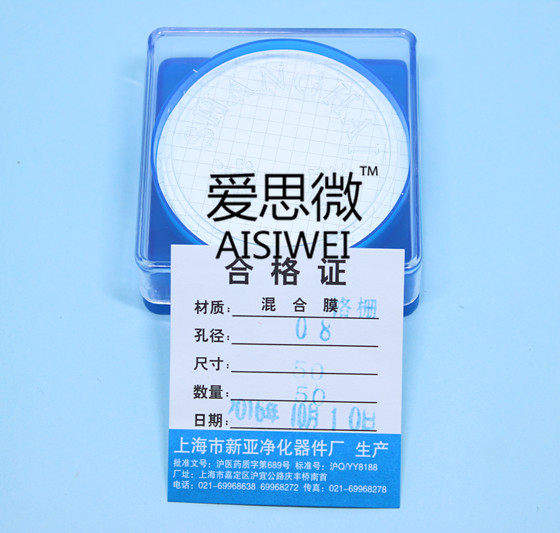 SHANGHAI
爱思微™
AISIWEI
合格证
材质：混合膜 格栅
孔径：0 8
尺寸：50
数量：50
日期：2016年 10月 10日
上海市新亚净化器件厂 生产
批准文号：沪医药质字第689号 标准号：沪Q/YY8188
厂址：上海市嘉定区沪宜公路庆丰桥南首
电话：021-69968638 69968272 传真：021-69968278